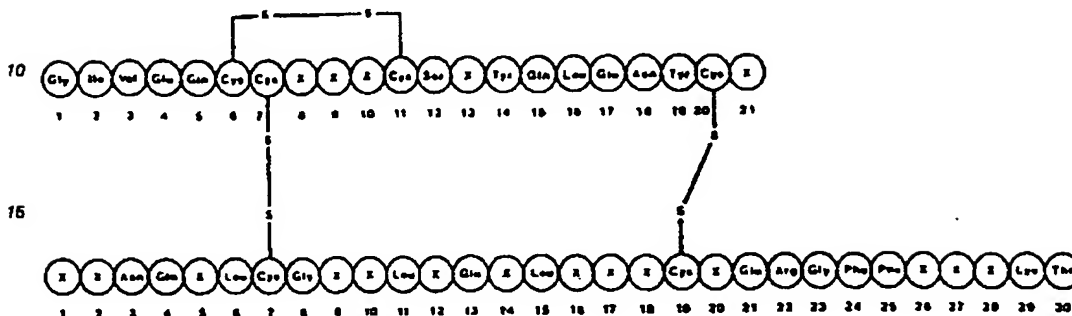 S S
10 Gly Ile Val Glu Gln Cys Cys X X X Cys Ser X Tyr Gln Leu Glu Asn Tyr Cys X
1 2 3 4 5 6 7 8 9 10 11 12 13 14 15 16 17 18 19 20 21
S S
15 S S
X X Asn Gln X Leu Cys Gly X X Leu X Glu X Leu X X X Cys X Glu Arg Gly Phe Phe X X X Lys Thr
1 2 3 4 5 6 7 8 9 10 11 12 13 14 15 16 17 18 19 20 21 22 23 24 25 26 27 28 29 30